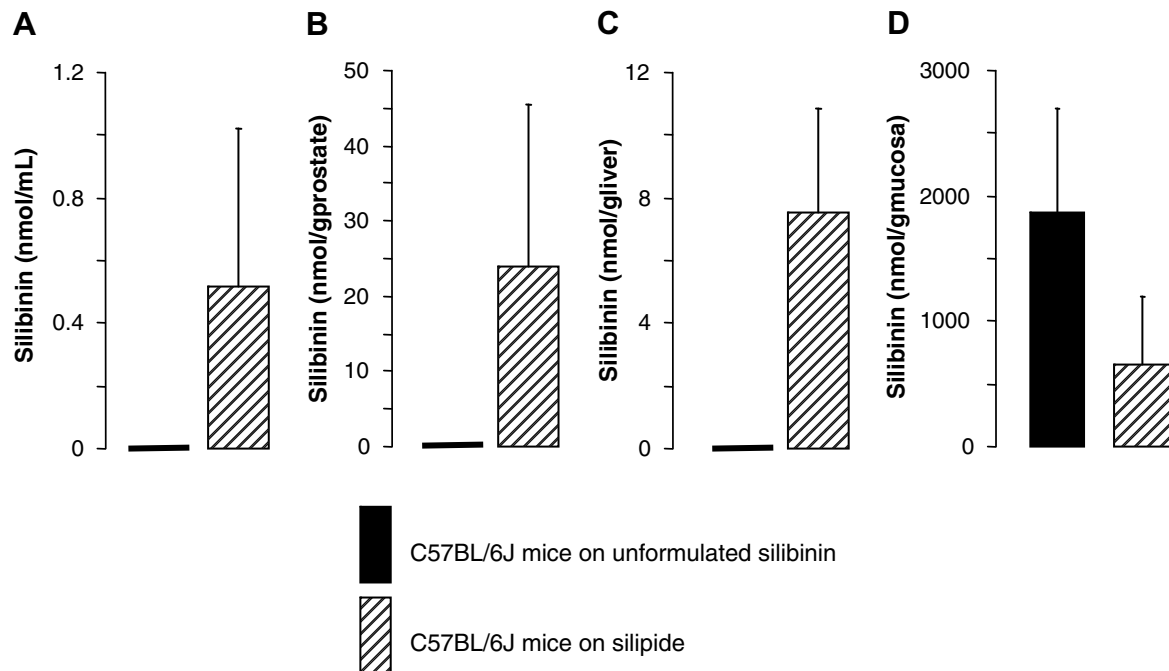 A
B
C
D
Silibinin (nmol/mL)
1.2
0.8
0.4
0
Silibinin (nmol/gprostate)
50
40
30
20
10
0
Silibinin (nmol/gliver)
12
8
4
0
Silibinin (nmol/gmucosa)
3000
2000
1000
0
C57BL/6J mice on unformulated silibinin
C57BL/6J mice on silipide